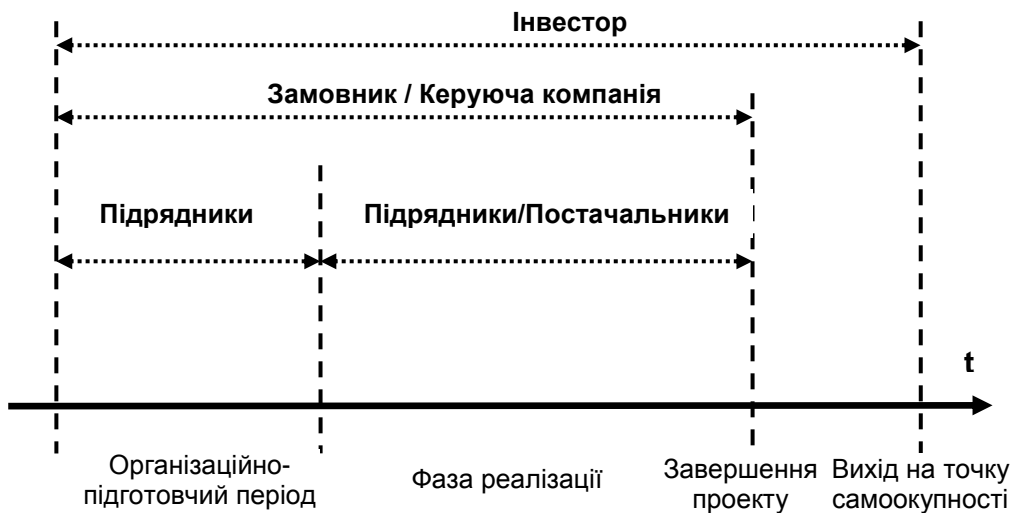 Інвестор
Замовник / Керуюча компанія
Підрядники
Підрядники/Постачальники
t
Організаційно-
підготовчий період
Фаза реалізації
Завершення
проекту
Вихід на точку
самоокупності